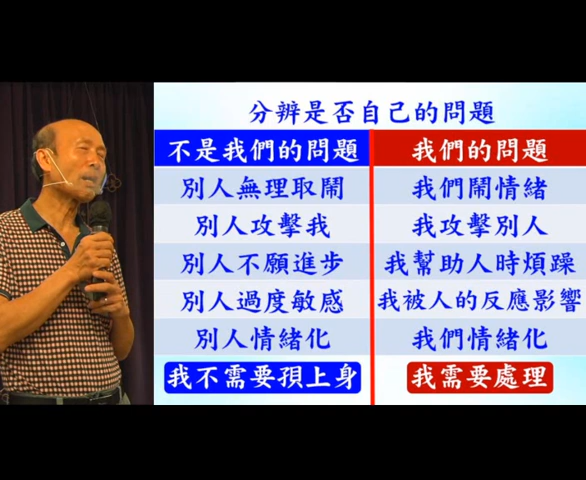 分辨是否自己的問題
不是我們的問題 我們的問題
別人無理取鬧 我們鬧情緒
別人攻擊我 我攻擊別人
別人不願進步 我幫助人時煩躁
別人過度敏感 我被人的反應影響
別人情緒化 我們情緒化
我不需要孭上身 我需要處理